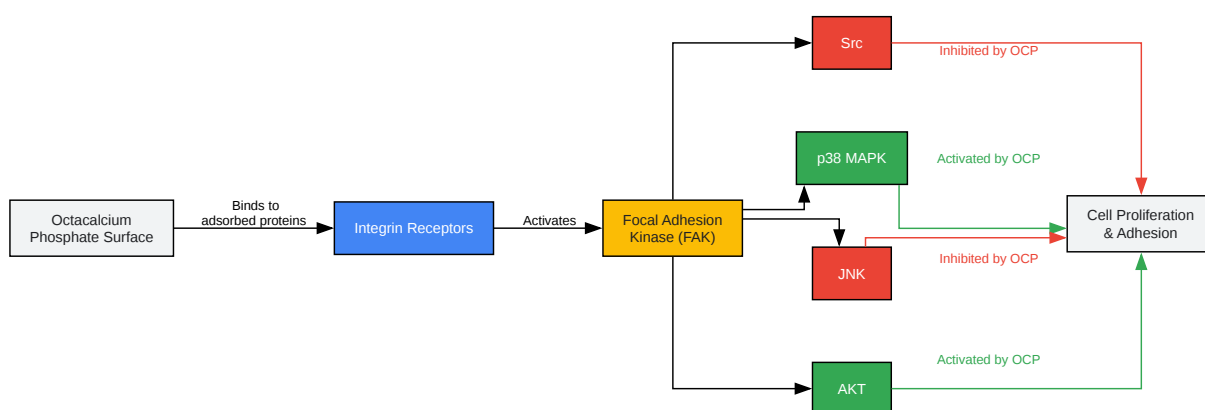 Octacalcium
Phosphate Surface
Binds to
adsorbed proteins
Integrin Receptors
Activates
Focal Adhesion
Kinase (FAK)
Src
Inhibited by OCP
p38 MAPK
Activated by OCP
JNK
Inhibited by OCP
AKT
Activated by OCP
Cell Proliferation
& Adhesion